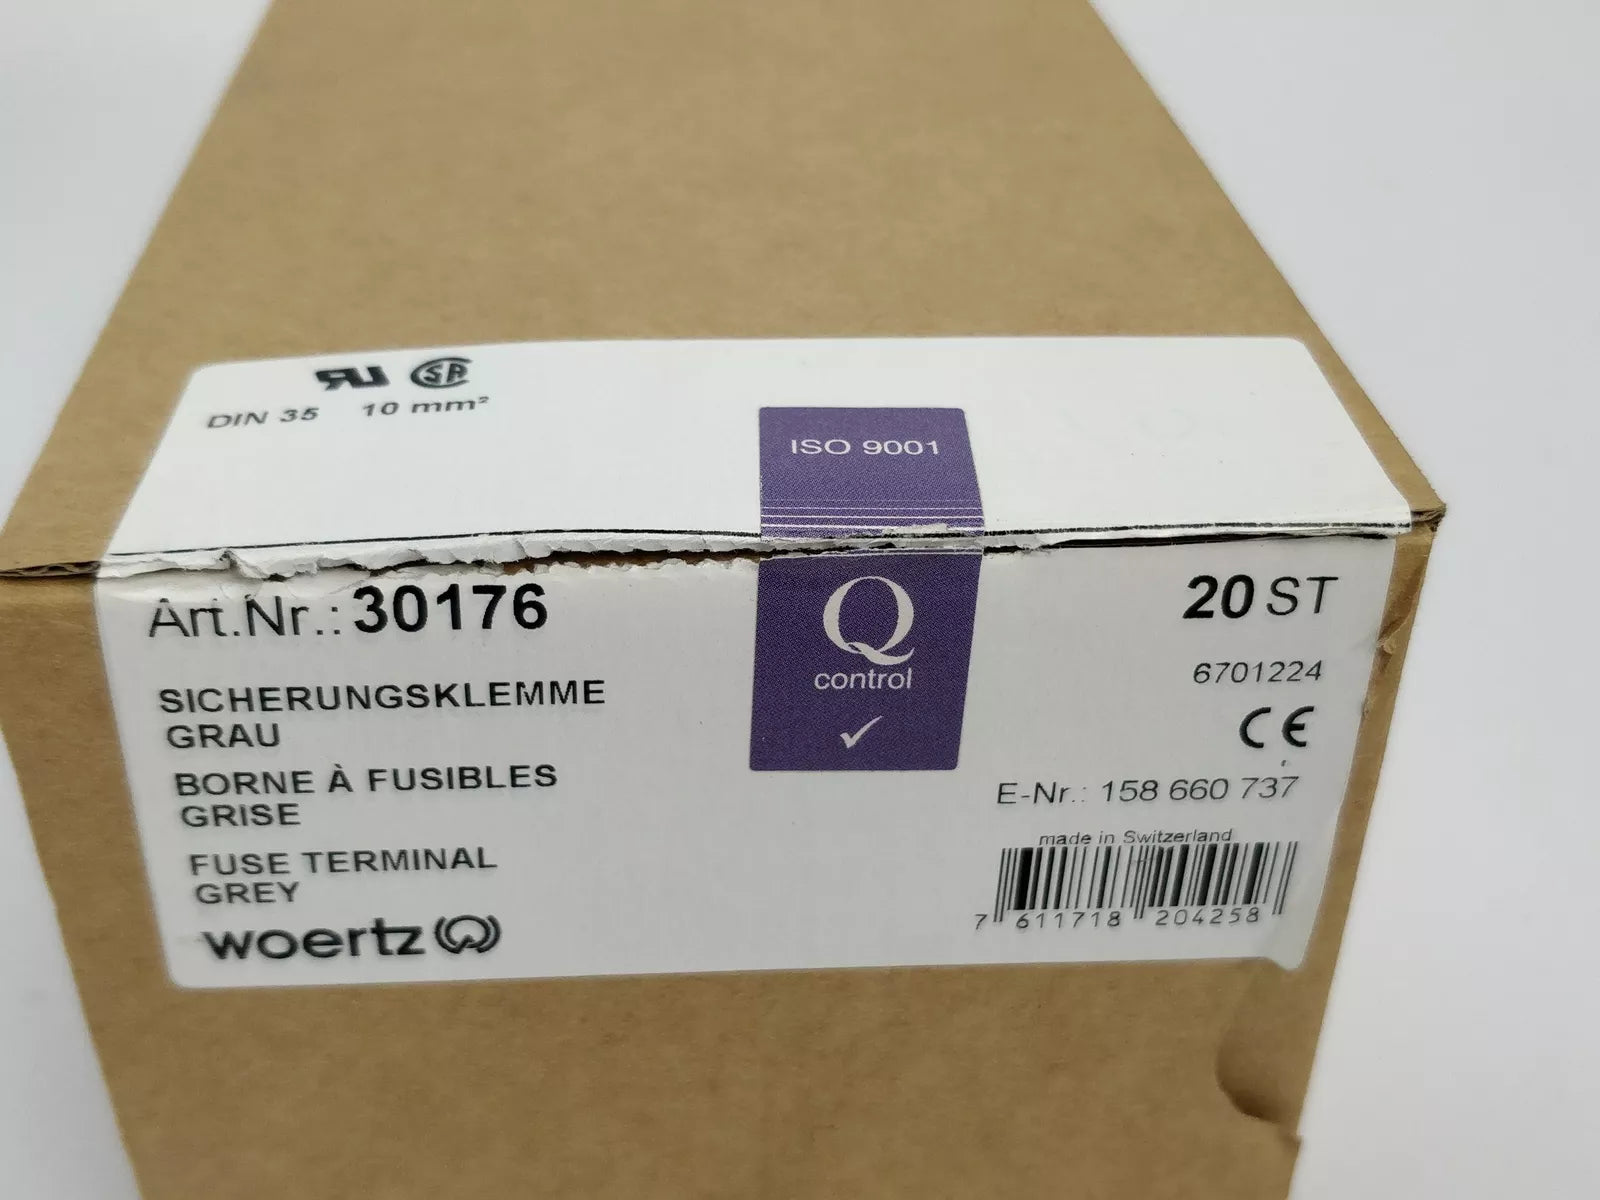 DIN 35 10 mm²
ISO 9001
Art.Nr.: 30176
SICHERUNGSKLEMME
GRAU
BORNE À FUSIBLES
GRISE
FUSE TERMINAL
GREY
woertz
Q
control
20 ST
6701224
CE
E-Nr.: 158 660 737
made in Switzerland
7 611718 204258